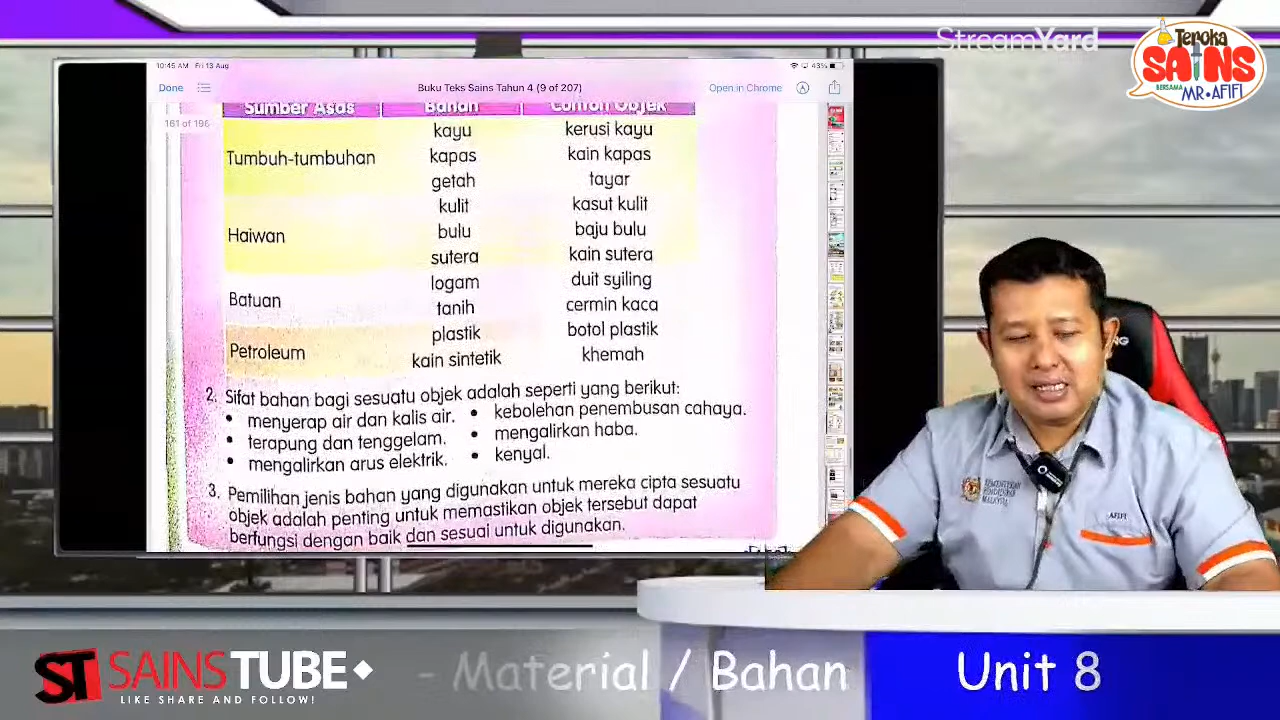 StreamYard
Teroka
SAINS
BERSAMA
MR•AFIFI
10:45 AM Fri 13 Aug
43%
Done
Buku Teks Sains Tahun 4 (9 of 207)
Open in Chrome
161 of 196
Sumber Asas Bahan Contoh Objek
kayu kerusi kayu
Tumbuh-tumbuhan kapas kain kapas
getah tayar
kulit kasut kulit
Haiwan bulu baju bulu
sutera kain sutera
logam duit syiling
Batuan
tanih cermin kaca
plastik botol plastik
Petroleum
kain sintetik khemah
2. Sifat bahan bagi sesuatu objek adalah seperti yang berikut:
• menyerap air dan kalis air. • kebolehan penembusan cahaya.
• terapung dan tenggelam. • mengalirkan haba.
• mengalirkan arus elektrik. • kenyal.
3. Pemilihan jenis bahan yang digunakan untuk mereka cipta sesuatu
objek adalah penting untuk memastikan objek tersebut dapat
berfungsi dengan baik dan sesuai untuk digunakan.
KEMENTERIAN
PENDIDIKAN
MALAYSIA
AFIFI
ST SAINSTUBE
LIKE SHARE AND FOLLOW!
- Material / Bahan
Unit 8